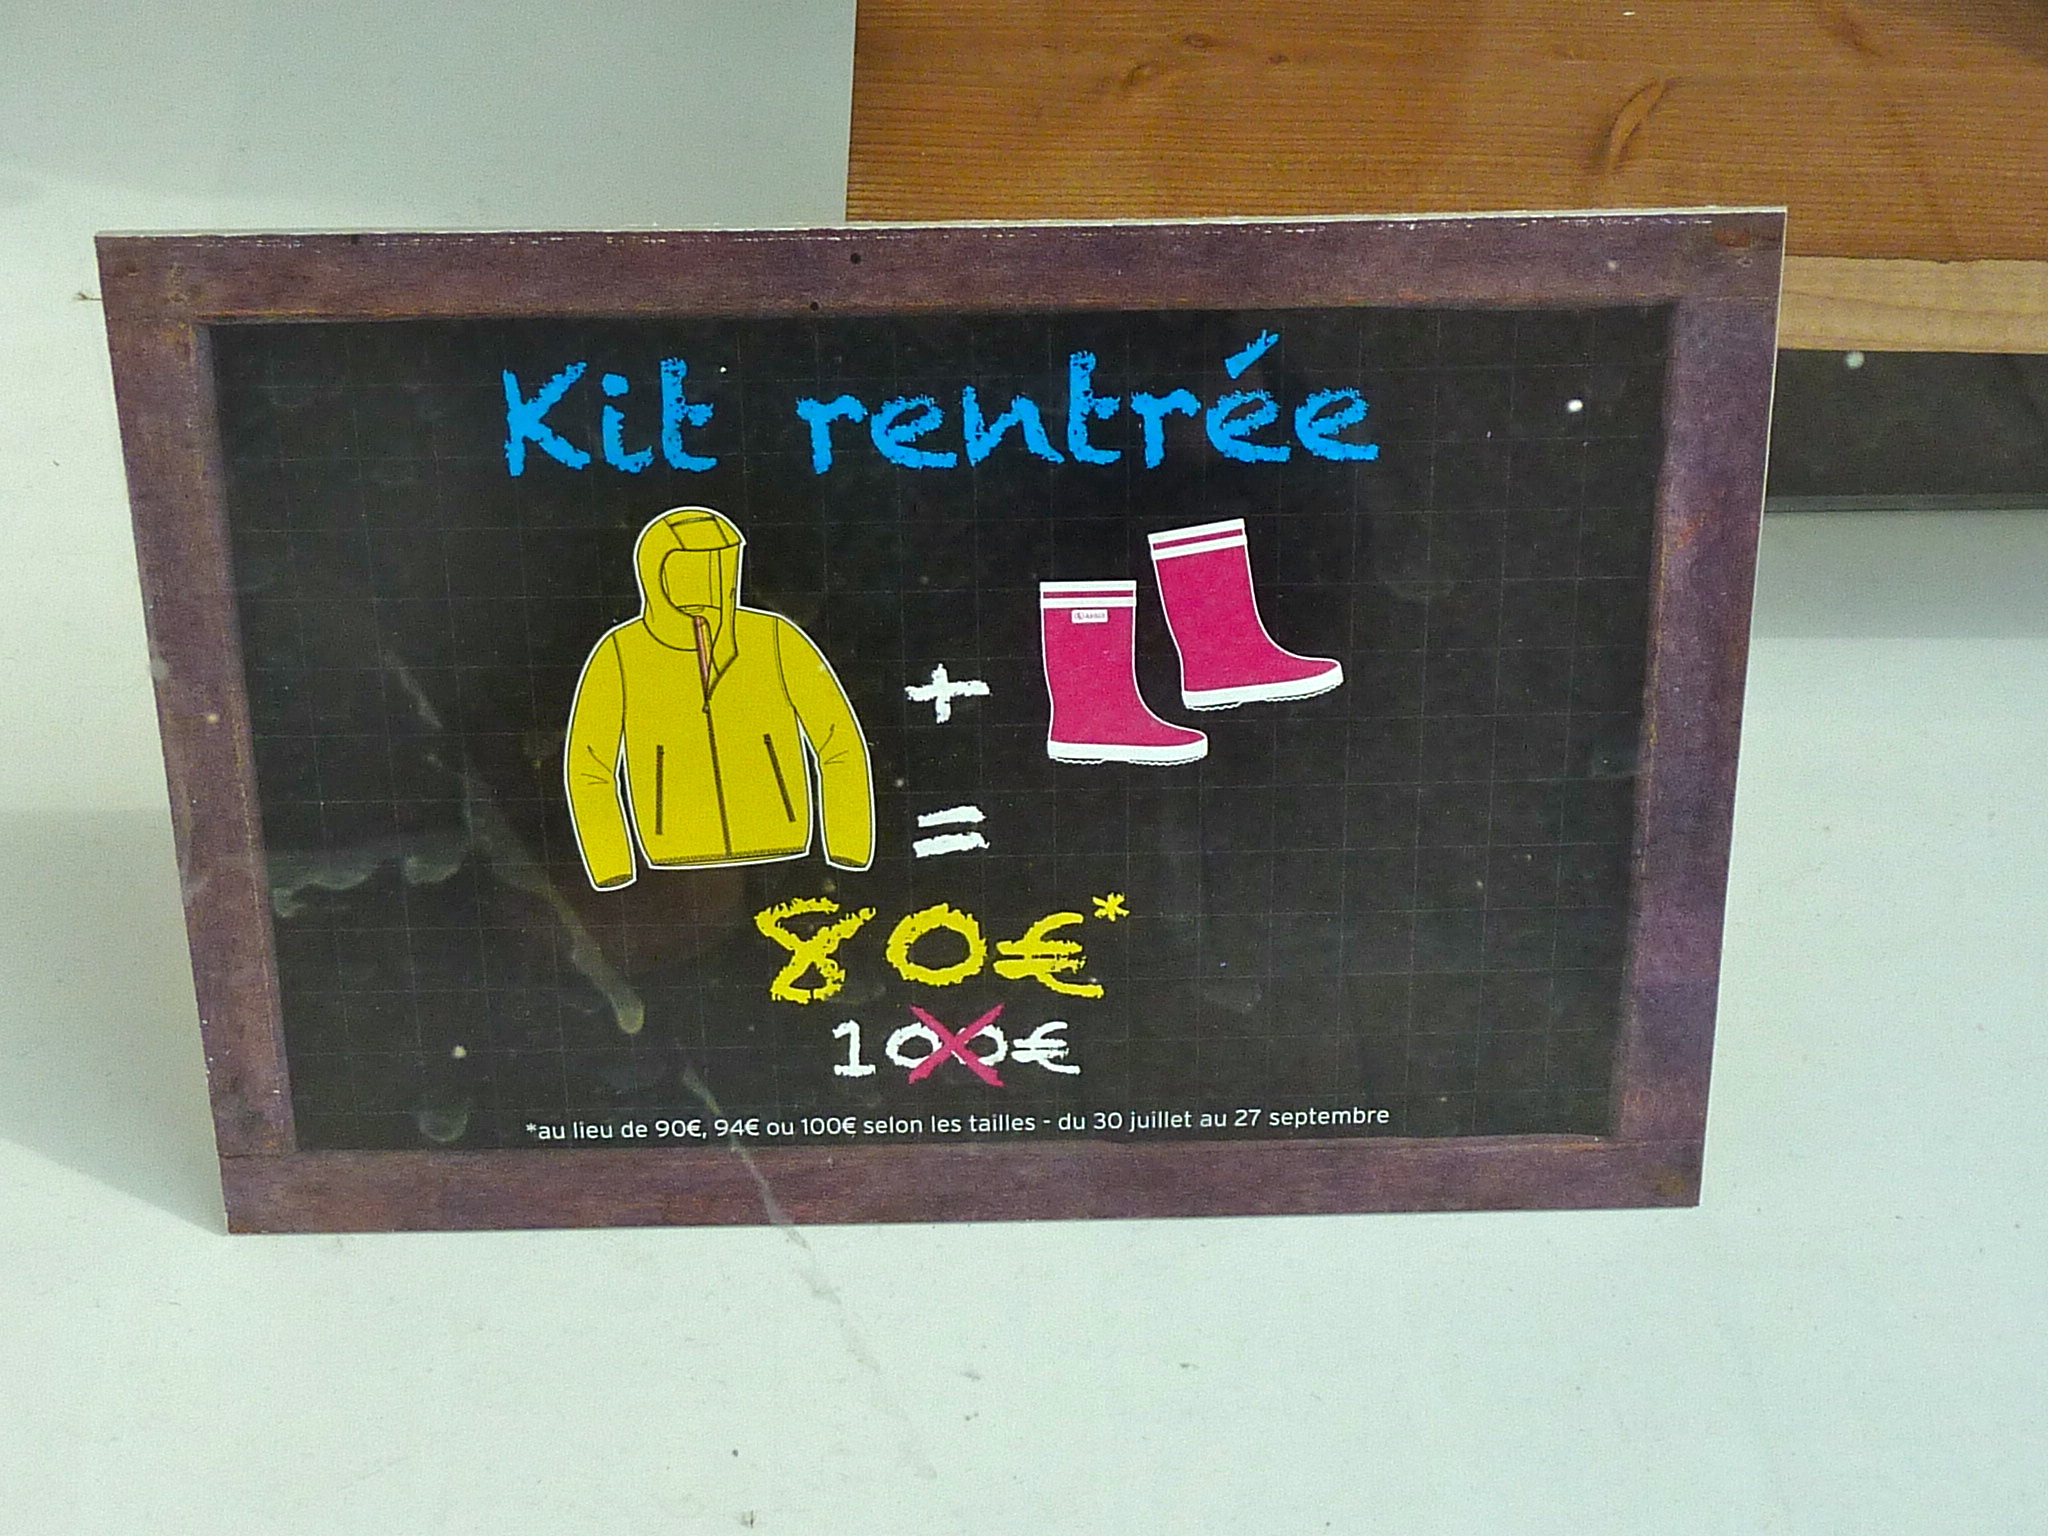 Kit rentrée
+
=
80€*
100€
*au lieu de 90€, 94€ ou 100€ selon les tailles - du 30 juillet au 27 septembre